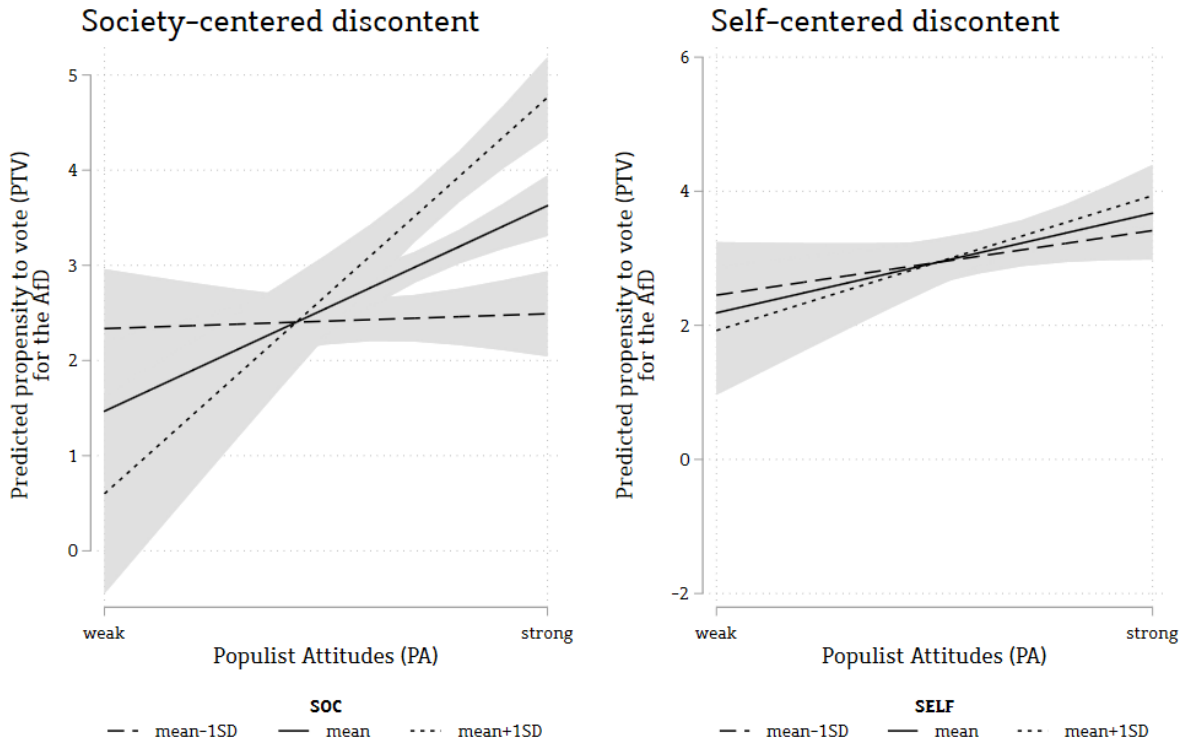 Society-centered discontent
Predicted propensity to vote (PTV)
for the AfD
5
4
3
2
1
0
weak
strong
Populist Attitudes (PA)
SOC
mean-1SD
mean
mean+1SD
Self-centered discontent
Predicted propensity to vote (PTV)
for the AfD
6
4
2
0
-2
weak
strong
Populist Attitudes (PA)
SELF
mean-1SD
mean
mean+1SD